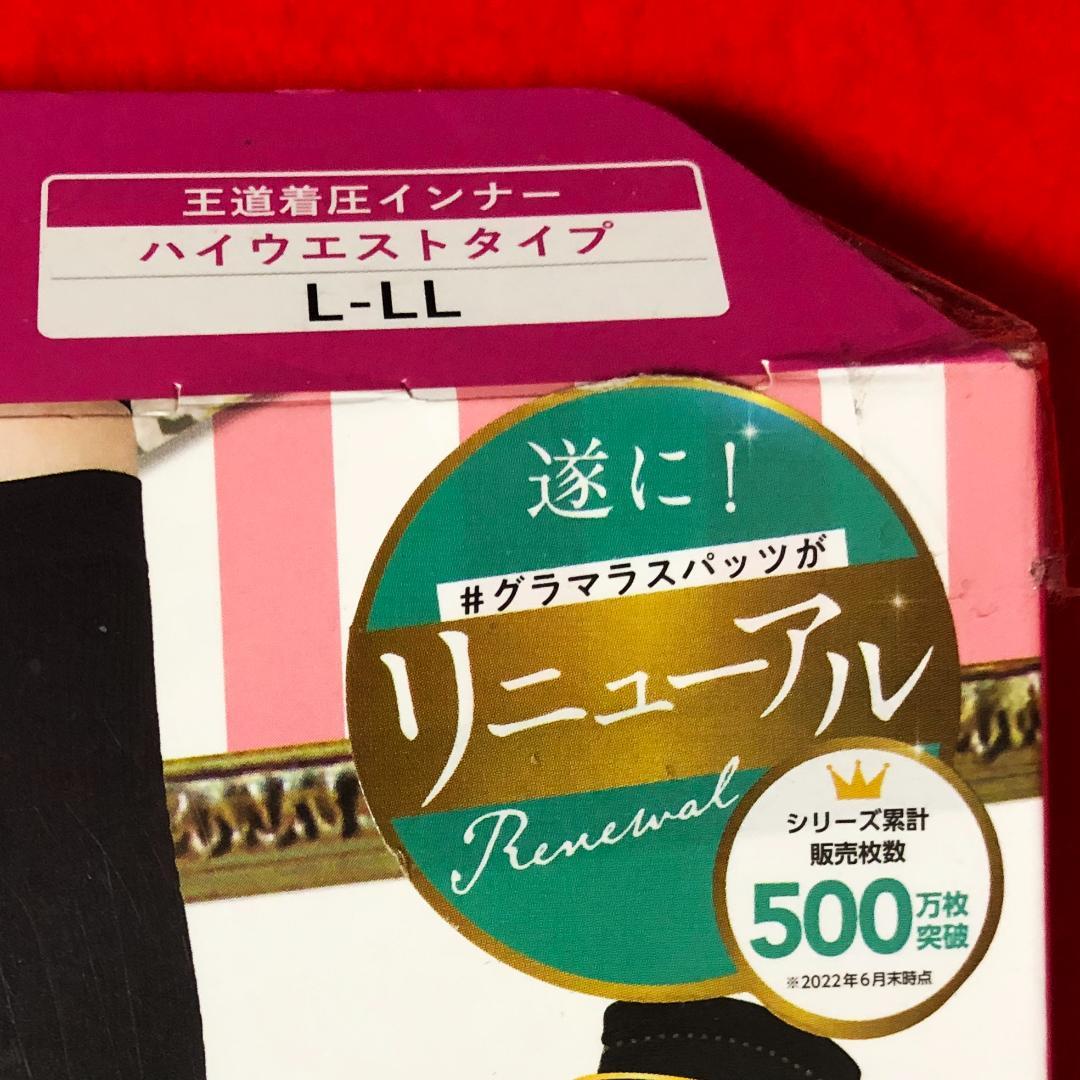 王道着圧インナー
ハイウエストタイプ
L-LL
遂に！
#グラマラスパッツが
リニューアル
Renewal
シリーズ累計
販売枚数
500万枚
突破
※2022年6月末時点